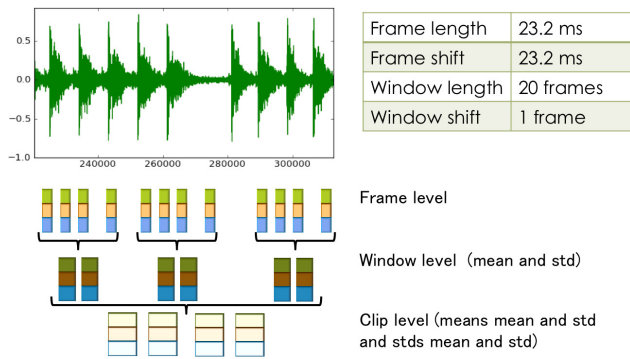 0.5
0.0
−0.5
−1.0
240000 260000 280000 300000
Frame length 23.2 ms
Frame shift 23.2 ms
Window length 20 frames
Window shift 1 frame
Frame level
Window level (mean and std)
Clip level (means mean and std
and stds mean and std)